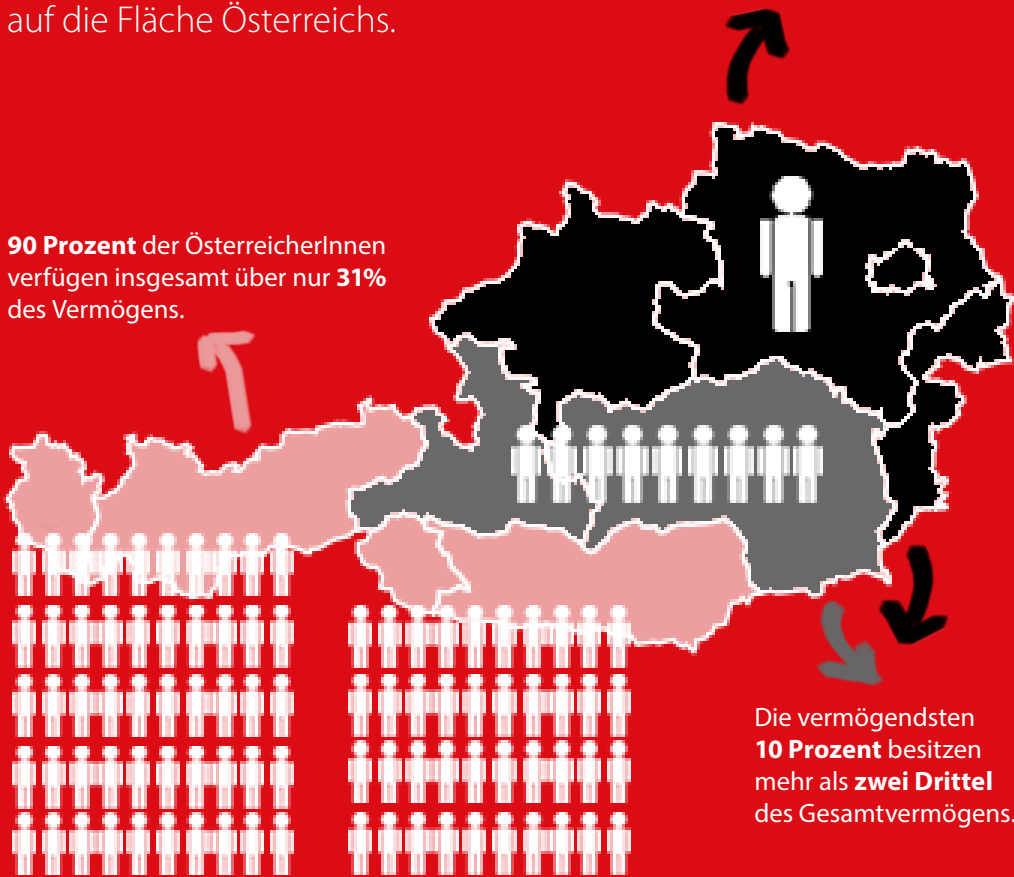 auf die Fläche Österreichs.
90 Prozent der ÖsterreicherInnen
verfügen insgesamt über nur 31%
des Vermögens.
Die vermögendsten
10 Prozent besitzen
mehr als zwei Drittel
des Gesamtvermögens.